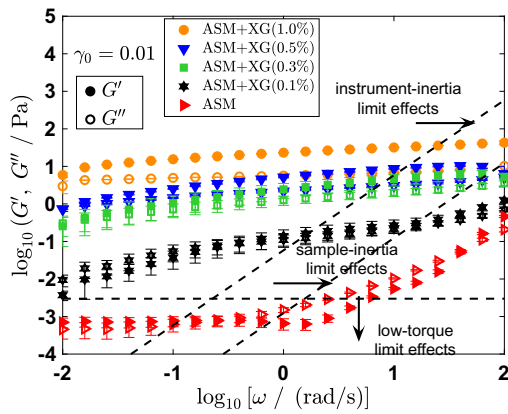 γ₀ = 0.01
G′
G″
ASM+XG(1.0%)
ASM+XG(0.5%)
ASM+XG(0.3%)
ASM+XG(0.1%)
ASM
instrument-inertia
limit effects
sample-inertia
limit effects
low-torque
limit effects
log₁₀(G′, G″ / Pa)
5
4
3
2
1
0
-1
-2
-3
-4
-2
-1
0
1
2
log₁₀[ω / (rad/s)]